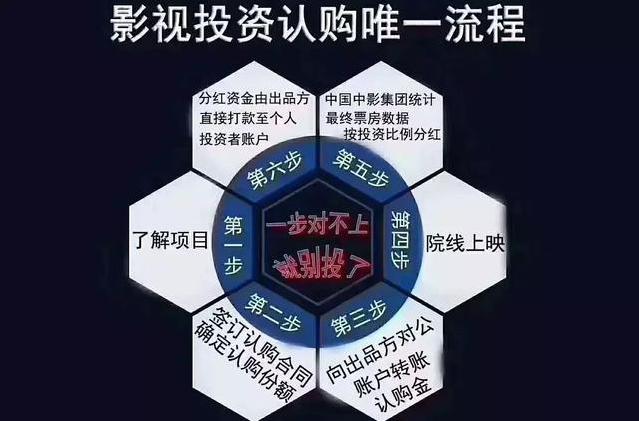 影视投资认购唯一流程
分红资金由出品方
直接打款至个人
投资者账户
中国中影集团统计
最终票房数据
按投资比例分红
第六步
第五步
了解项目
第一步
一步对不上
就别投了
第四步
院线上映
第二步
第三步
签订认购合同
确定认购份额
向出品方对公
账户转账
认购金